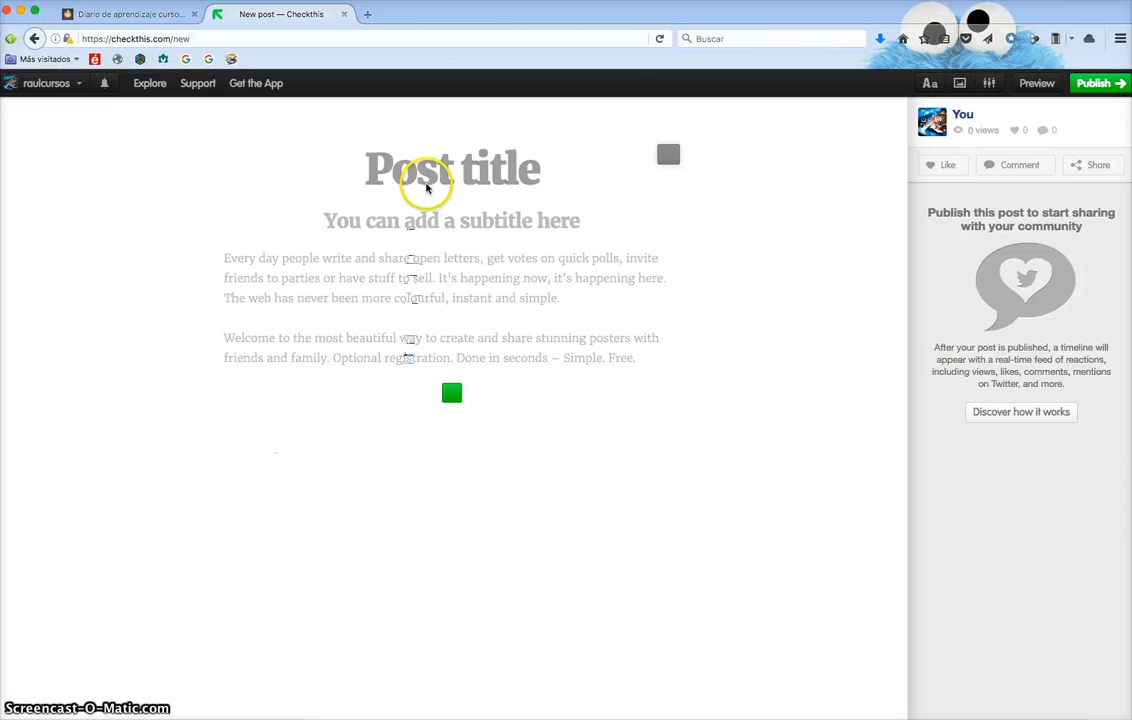 Diario de aprendizaje curso...
New post — Checkthis
https://checkthis.com/new
Buscar
Más visitados
raulcursos
Explore
Support
Get the App
Aa
Preview
Publish
Post title
You can add a subtitle here
Every day people write and share open letters, get votes on quick polls, invite
friends to parties or have stuff to sell. It's happening now, it's happening here.
The web has never been more colourful, instant and simple.
Welcome to the most beautiful way to create and share stunning posters with
friends and family. Optional registration. Done in seconds – Simple. Free.
You
0 views
0
0
Like
Comment
Share
Publish this post to start sharing
with your community
After your post is published, a timeline will
appear with a real-time feed of reactions,
including views, likes, comments, mentions
on Twitter, and more.
Discover how it works
Screencast-O-Matic.com